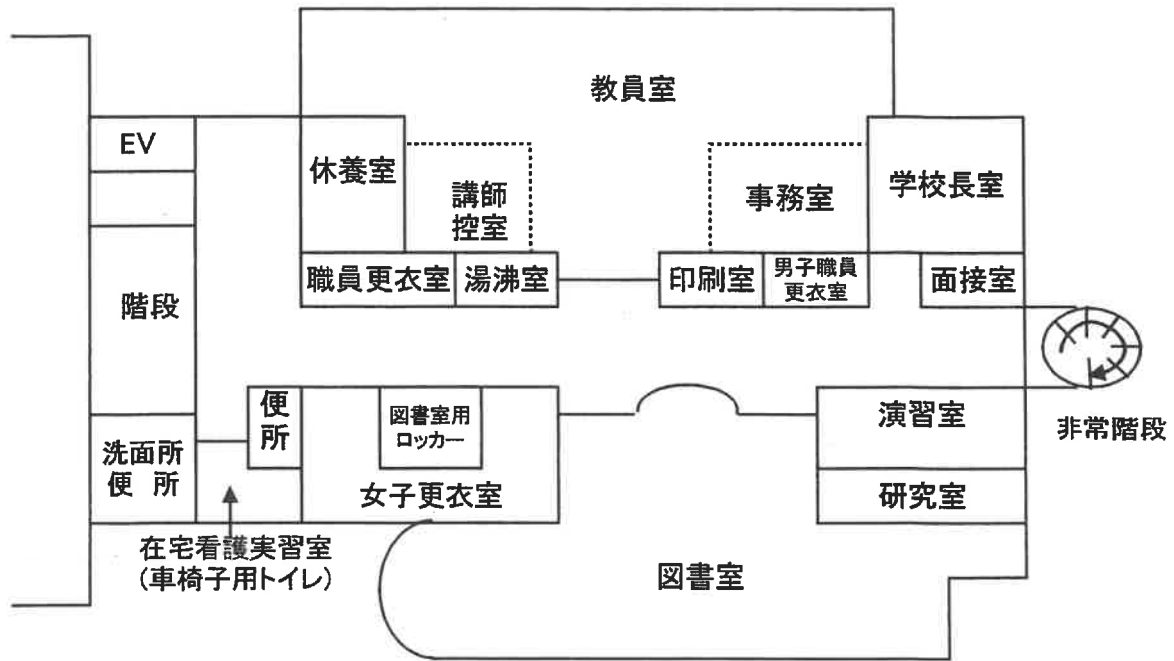 教員室
EV
休養室
講師
控室
事務室
学校長室
職員更衣室
湯沸室
印刷室
男子職員
更衣室
面接室
階段
便
所
図書室用
ロッカー
演習室
非常階段
洗面所
便 所
女子更衣室
研究室
在宅看護実習室
(車椅子用トイレ)
図書室